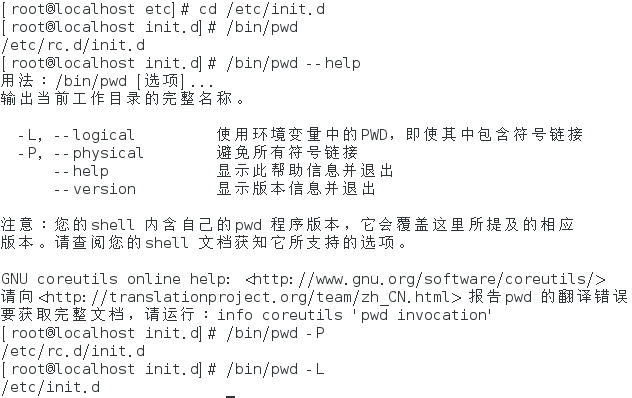 [root@localhost etc]# cd /etc/init.d
[root@localhost init.d]# /bin/pwd
/etc/rc.d/init.d
[root@localhost init.d]# /bin/pwd --help
用法：/bin/pwd [选项]...
输出当前工作目录的完整名称。
-L, --logical 使用环境变量中的PWD，即使其中包含符号链接
-P, --physical 避免所有符号链接
--help 显示此帮助信息并退出
--version 显示版本信息并退出
注意：您的shell 内含自己的pwd 程序版本，它会覆盖这里所提及的相应
版本。请查阅您的shell 文档获知它所支持的选项。
GNU coreutils online help: <http://www.gnu.org/software/coreutils/>
请向<http://translationproject.org/team/zh_CN.html> 报告pwd 的翻译错误
要获取完整文档，请运行：info coreutils 'pwd invocation'
[root@localhost init.d]# /bin/pwd -P
/etc/rc.d/init.d
[root@localhost init.d]# /bin/pwd -L
/etc/init.d